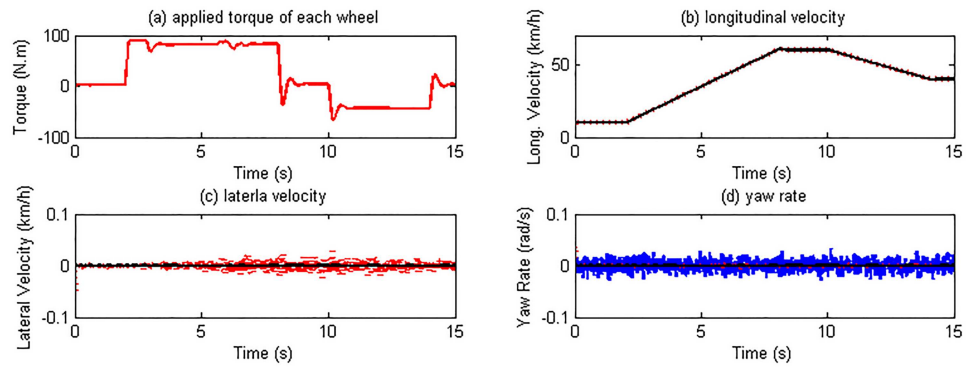 (a) applied torque of each wheel
Torque (N.m)
100
0
-100
0
5
10
15
Time (s)
(b) longitudinal velocity
Long. Velocity (km/h)
50
0
0
5
10
15
Time (s)
(c) laterla velocity
Lateral Velocity (km/h)
0.1
0
-0.1
0
5
10
15
Time (s)
(d) yaw rate
Yaw Rate (rad/s)
0.1
0
-0.1
0
5
10
15
Time (s)